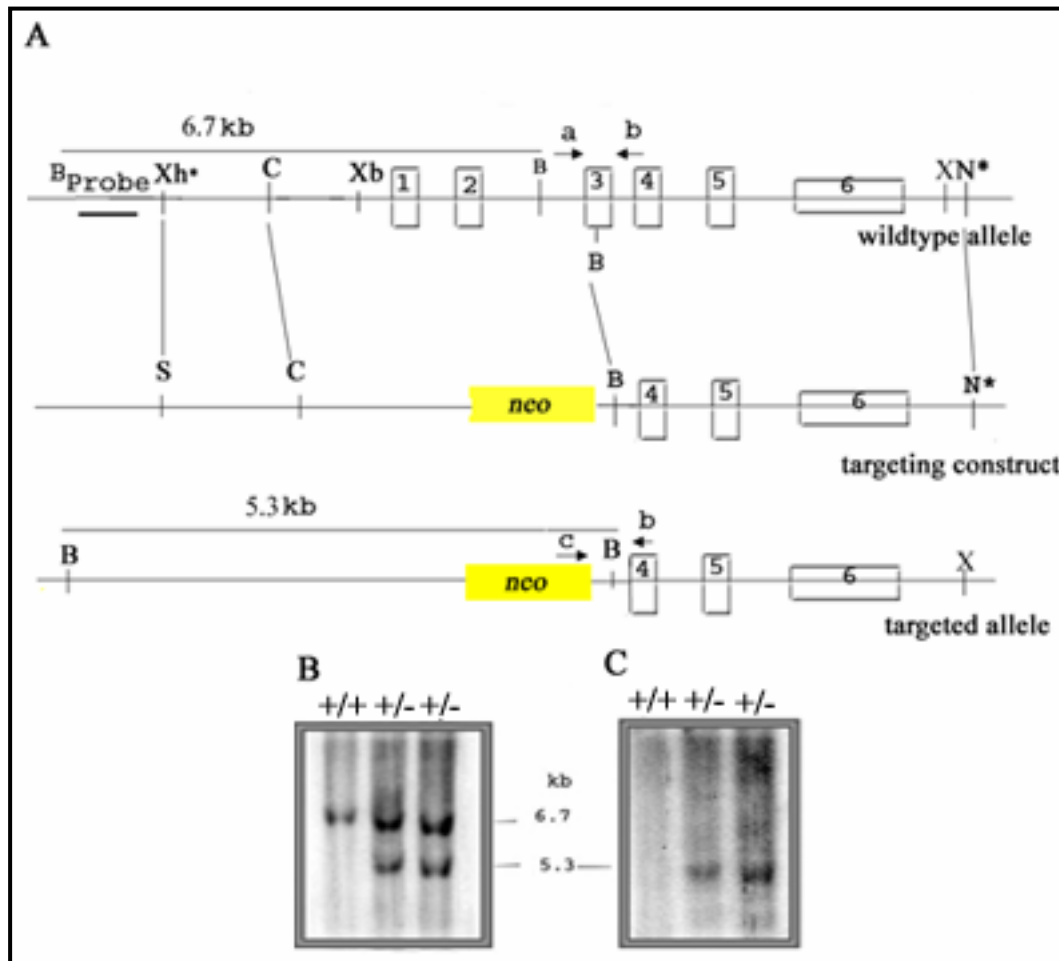 A
6.7 kb
a b
B Probe Xh* C Xb 1 2 B 3 4 5 6 X N*
wildtype allele
B
S C nco B 4 5 6 N*
targeting construct
5.3 kb
c b
B nco B 4 5 6 X
targeted allele
B C
+/+ +/- +/- +/+ +/- +/-
kb
6.7
5.3